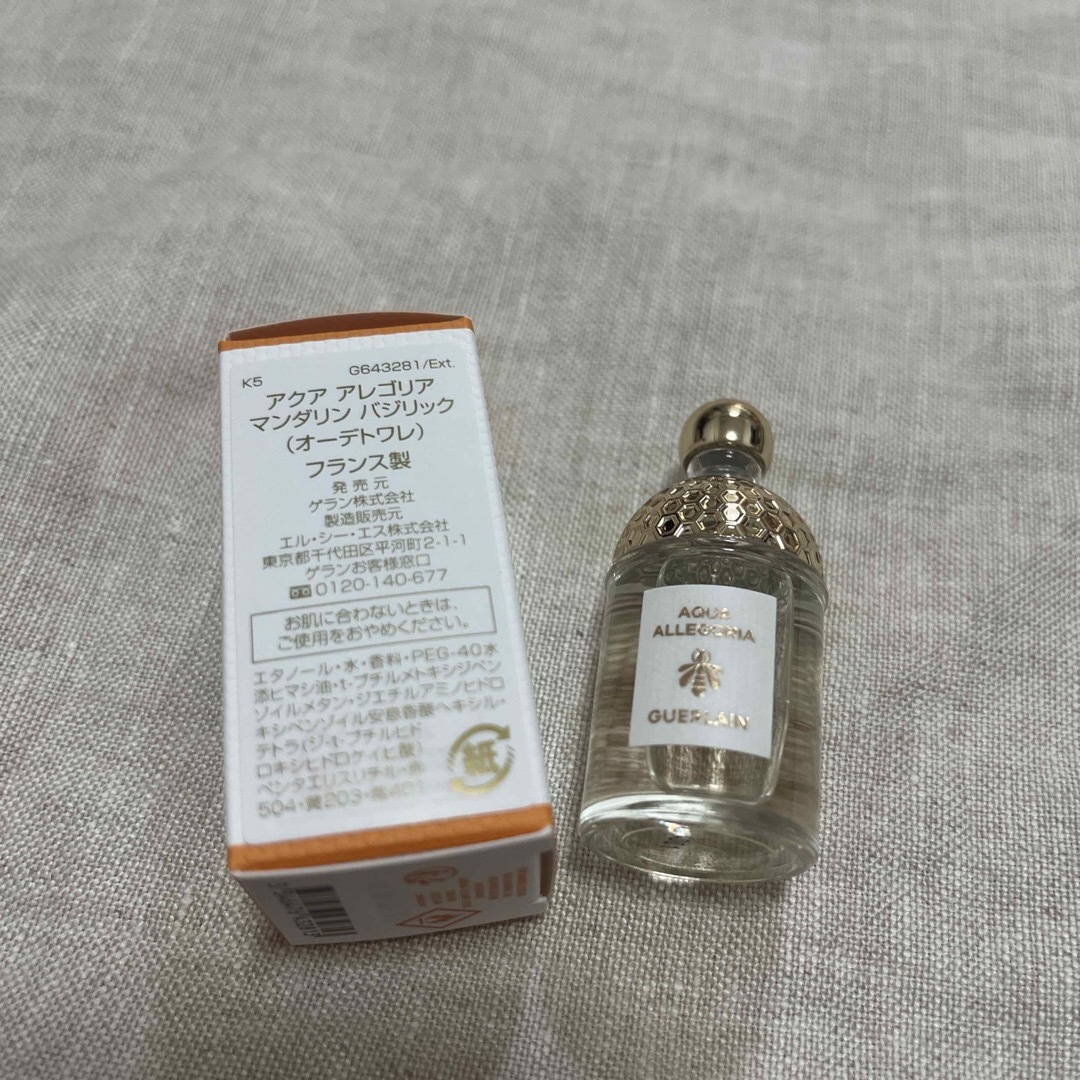 K5
G643281/Ext.
アクア アレゴリア
マンダリン バジリック
(オーデトワレ)
フランス製
発売元
ゲラン株式会社
製造販売元
エル・シー・エス株式会社
東京都千代田区平河町2-1-1
ゲランお客様窓口
0120-140-677
お肌に合わないときは、
ご使用をおやめください。
エタノール・水・香料・PEG-40水
添ヒマシ油・t-ブチルメトキシジベン
ゾイルメタン・ジエチルアミノヒドロ
キシベンゾイル安息香酸ヘキシル・
テトラ(ジ-t-ブチルヒド
ロキシヒドロケイヒ酸)
ペンタエリスリチル・赤
504・黄203・
紙
AQUA
ALLEGORIA
GUERLAIN